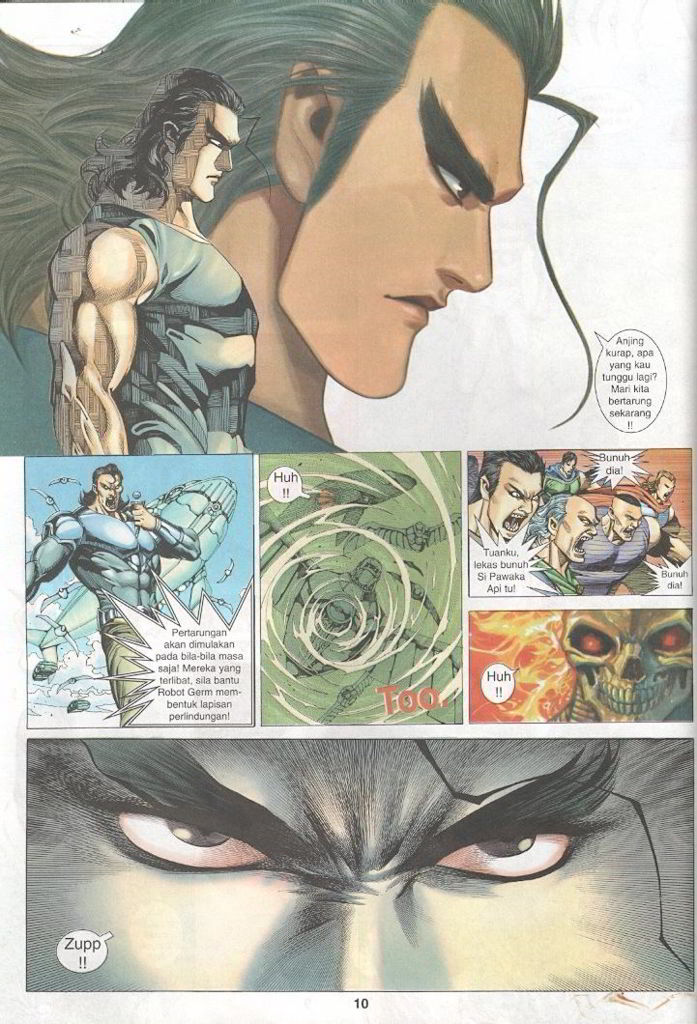 Anjing
kurap, apa
yang kau
tunggu lagi?
Mari kita
bertarung
sekarang
!!
Pertarungan
akan dimulakan
pada bila-bila masa
saja! Mereka yang
terlibat, sila bantu
Robot Germ mem-
bentuk lapisan
perlindungan!
Huh
!!
Too.
Huh
!!
Bunuh
dia!
Tuanku,
lekas bunuh
Si Pawaka
Api tu!
Bunuh
dia!
Huh
!!
Zupp
!!
10